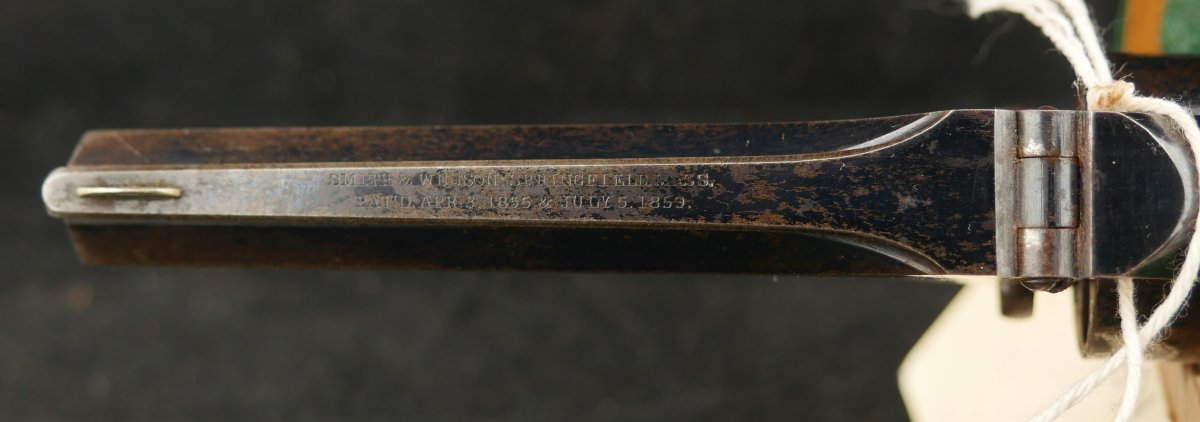 SMITH & WESSON SPRINGFIELD MASS.
PAT'D. APR. 3. 1855 & JULY 5. 1859.